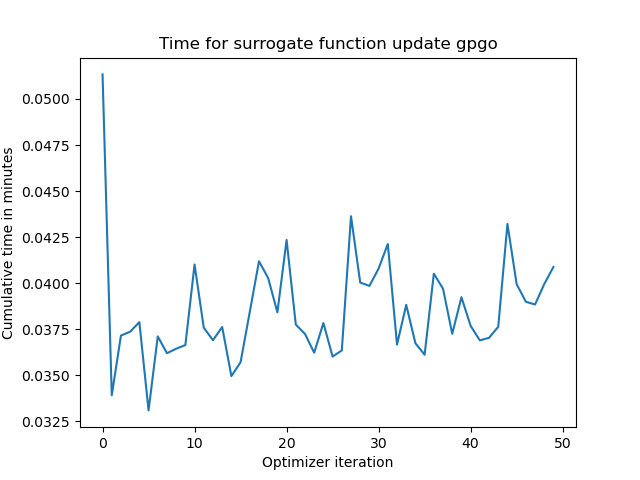 Time for surrogate function update gpgo
0.0500
0.0475
0.0450
0.0425
0.0400
0.0375
0.0350
0.0325
Cumulative time in minutes
0 10 20 30 40 50
Optimizer iteration